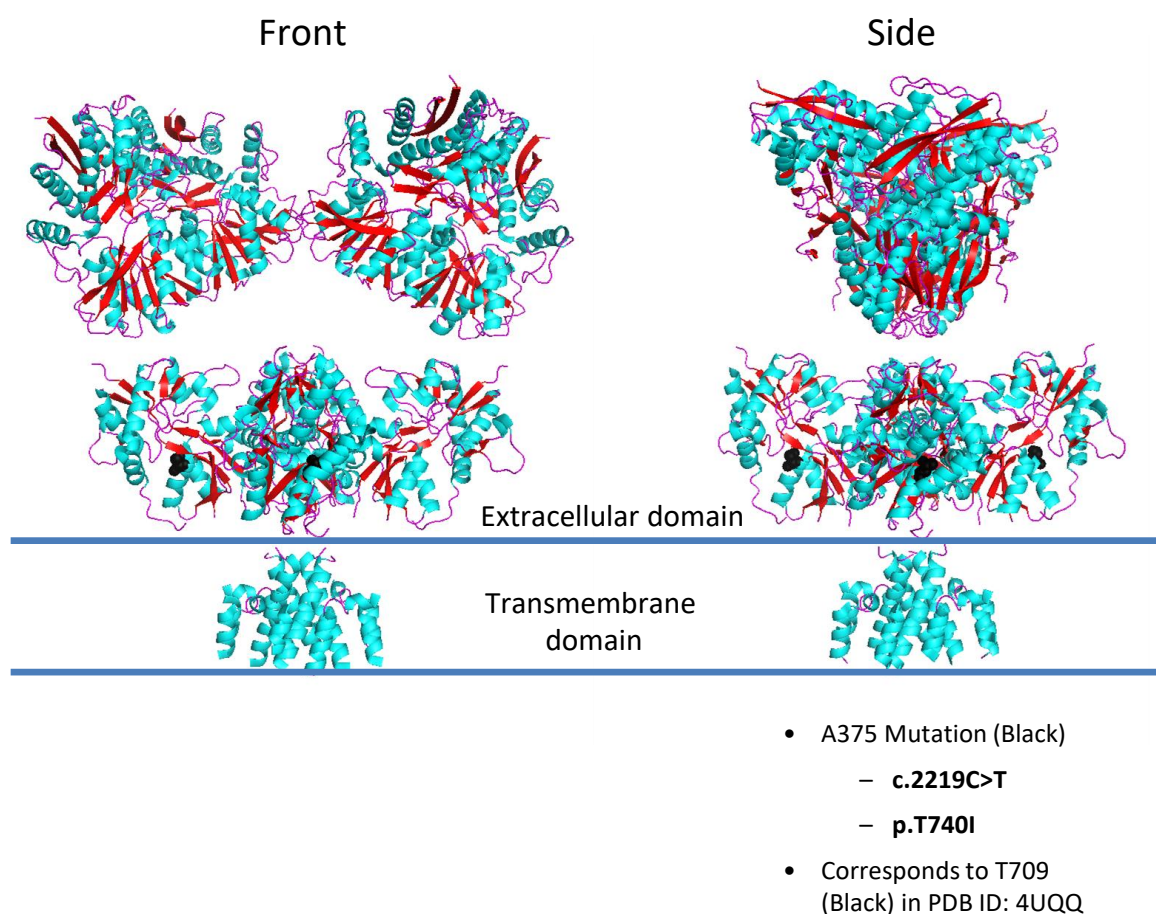 Front
Side
Extracellular domain
Transmembrane
domain
• A375 Mutation (Black)
– c.2219C>T
– p.T740I
• Corresponds to T709
(Black) in PDB ID: 4UQQ